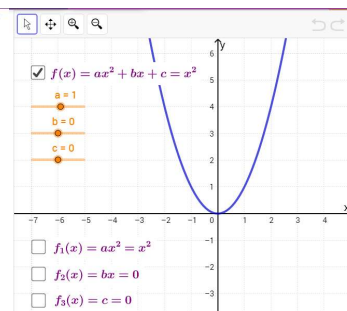 y
6
f(x) = ax² + bx + c = x²
5
a = 1
4
b = 0
3
c = 0
2
1
x
-7 -6 -5 -4 -3 -2 -1 0 1 2 3 4
-1
f₁(x) = ax² = x²
-2
f₂(x) = bx = 0
-3
f₃(x) = c = 0